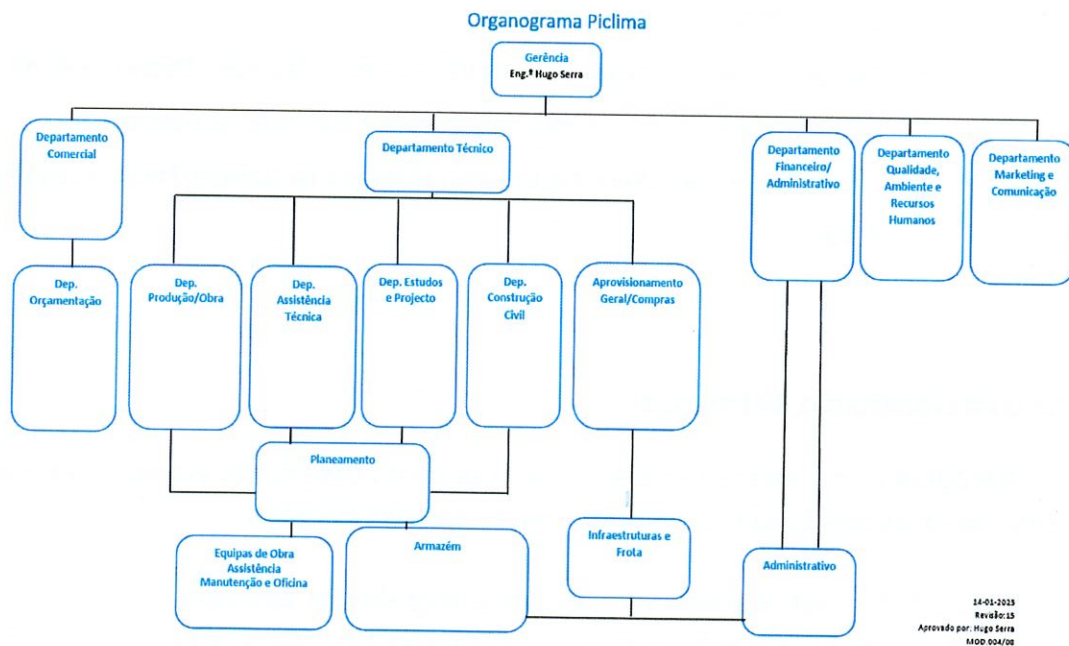 Organograma Piclima
Gerência
Eng.º Hugo Serra
Departamento
Comercial
Departamento Técnico
Departamento
Financeiro/
Administrativo
Departamento
Qualidade,
Ambiente e
Recursos
Humanos
Departamento
Marketing e
Comunicação
Dep.
Orçamentação
Dep.
Produção/Obra
Dep.
Assistência
Técnica
Dep. Estudos
e Projecto
Dep.
Construção
Civil
Aprovisionamento
Geral/Compras
Planeamento
Equipas de Obra
Assistência
Manutenção e Oficina
Armazém
Infraestruturas e
Frota
Administrativo
14-01-2025
Revisão:15
Aprovado por: Hugo Serra
MOD.004/08